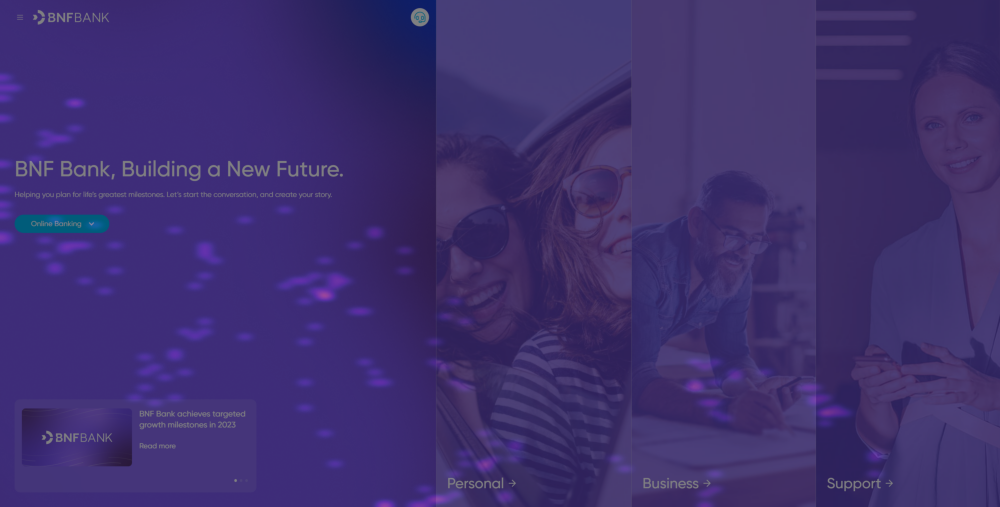 BNFBANK
BNF Bank, Building a New Future.
Helping you plan for life's greatest milestones. Let's start the conversation, and create your story.
Online Banking
BNFBANK
BNF Bank achieves targeted
growth milestones in 2023
Read more
Personal →
Business →
Support →